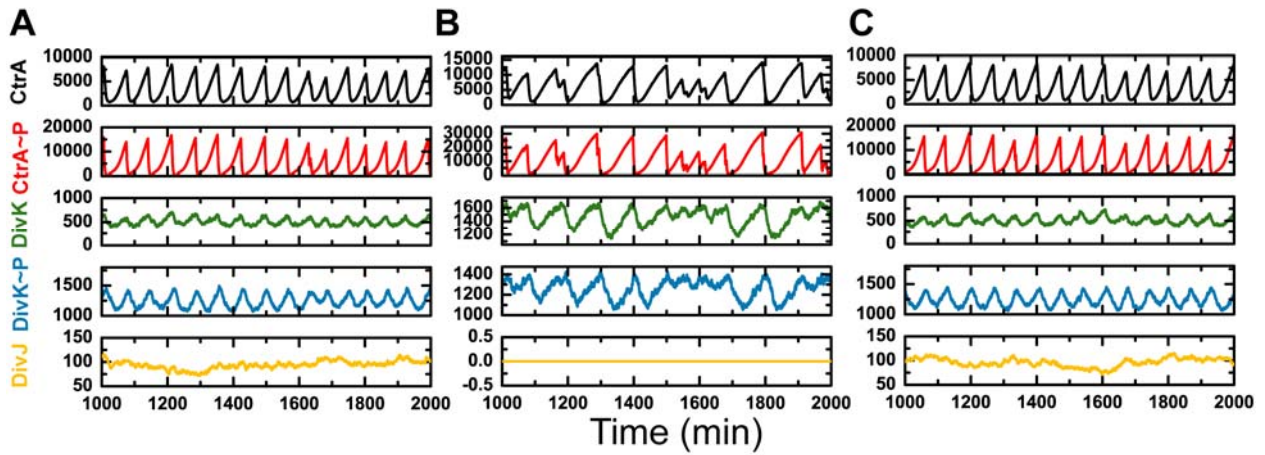 A B C
CtrA 10000 5000 0 15000 10000 5000 0 10000 5000 0
CtrA~P 20000 10000 0 30000 20000 10000 0 20000 10000 0
DivK 1000 500 0 1600 1400 1200 1000 500 0
DivK~P 1500 1000 1400 1200 1000 1500 1000
DivJ 150 100 50 0.5 0.0 -0.5 150 100 50
1000 1200 1400 1600 1800 2000 1000 1200 1400 1600 1800 2000 1000 1200 1400 1600 1800 2000
Time (min)